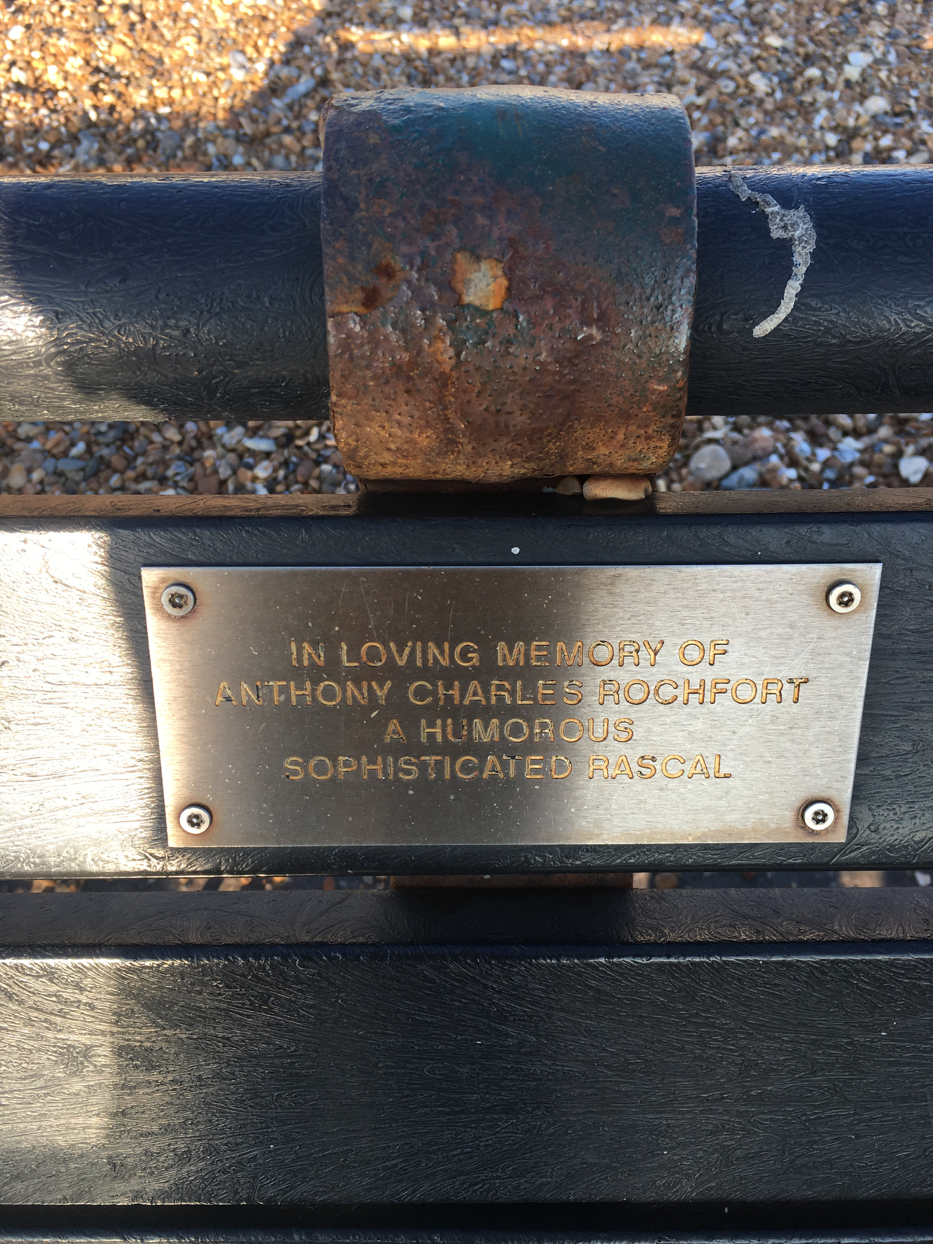 IN LOVING MEMORY OF
ANTHONY CHARLES ROCHFORT
A HUMOROUS
SOPHISTICATED RASCAL